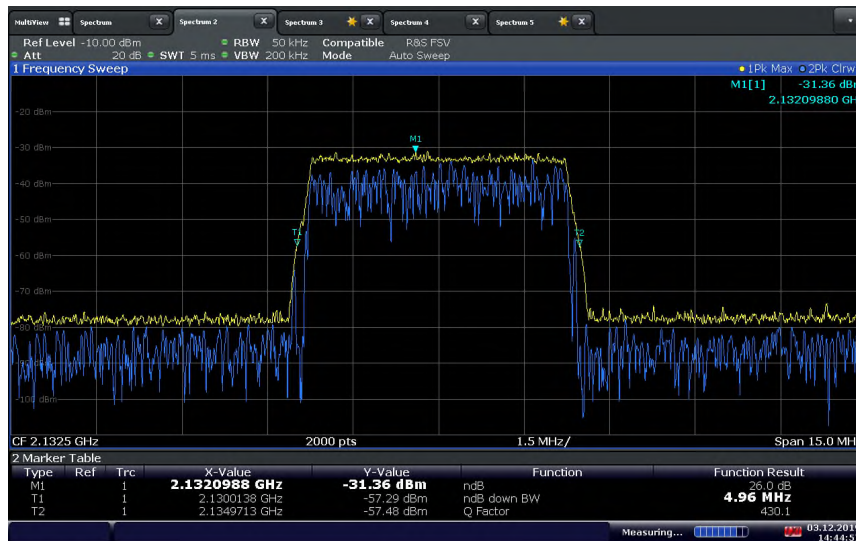 MultiView Spectrum X Spectrum 2 X Spectrum 3 X Spectrum 4 X Spectrum 5 X
Ref Level -10.00 dBm RBW 50 kHz Compatible R&S FSV
Att 20 dB SWT 5 ms VBW 200 kHz Mode Auto Sweep
1 Frequency Sweep 1Pk Max 2Pk Clrw
M1[1] -31.36 dBm
2.13209880 GH
-20 dBm
M1
-30 dBm
-40 dBm
-50 dBm
T1 T2
-60 dBm
-70 dBm
-80 dBm
-100 dBm
CF 2.1325 GHz 2000 pts 1.5 MHz/ Span 15.0 MH
2 Marker Table
Type Ref Trc X-Value Y-Value Function Function Result
M1 1 2.1320988 GHz -31.36 dBm ndB 26.0 dB
T1 1 2.1300138 GHz -57.29 dBm ndB down BW 4.96 MHz
T2 1 2.1349713 GHz -57.48 dBm Q Factor 430.1
Measuring... 03.12.201
14:44:5